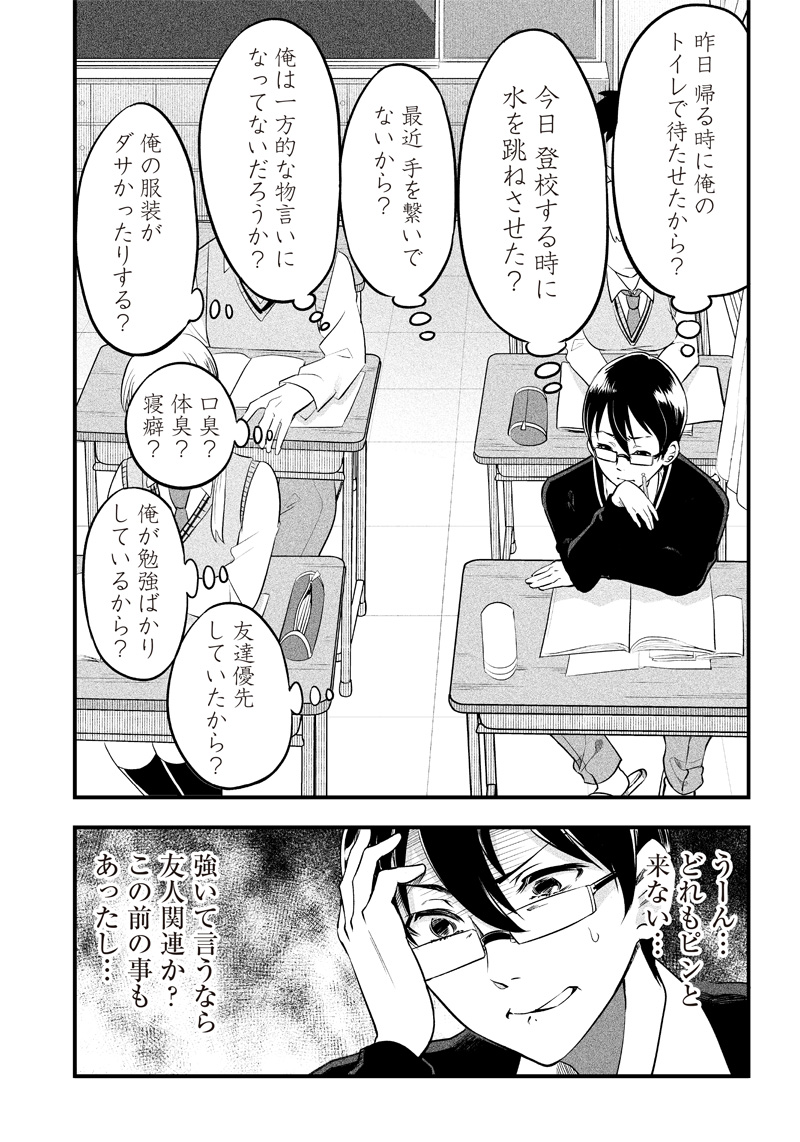 昨日 帰る時に俺の
トイレで待たせたから?
今日 登校する時に
水を跳ねさせた?
最近 手を繋いで
ないから?
俺は一方的な物言いに
なってないだろうか?
俺の服装が
ダサかったりする?
口臭?
体臭?
寝癖?
俺が勉強ばかり
しているから?
友達優先
していたから?
うーん…
どれもピンと
来ない…
強いて言うなら
友人関連か?
この前の事も
あったし…